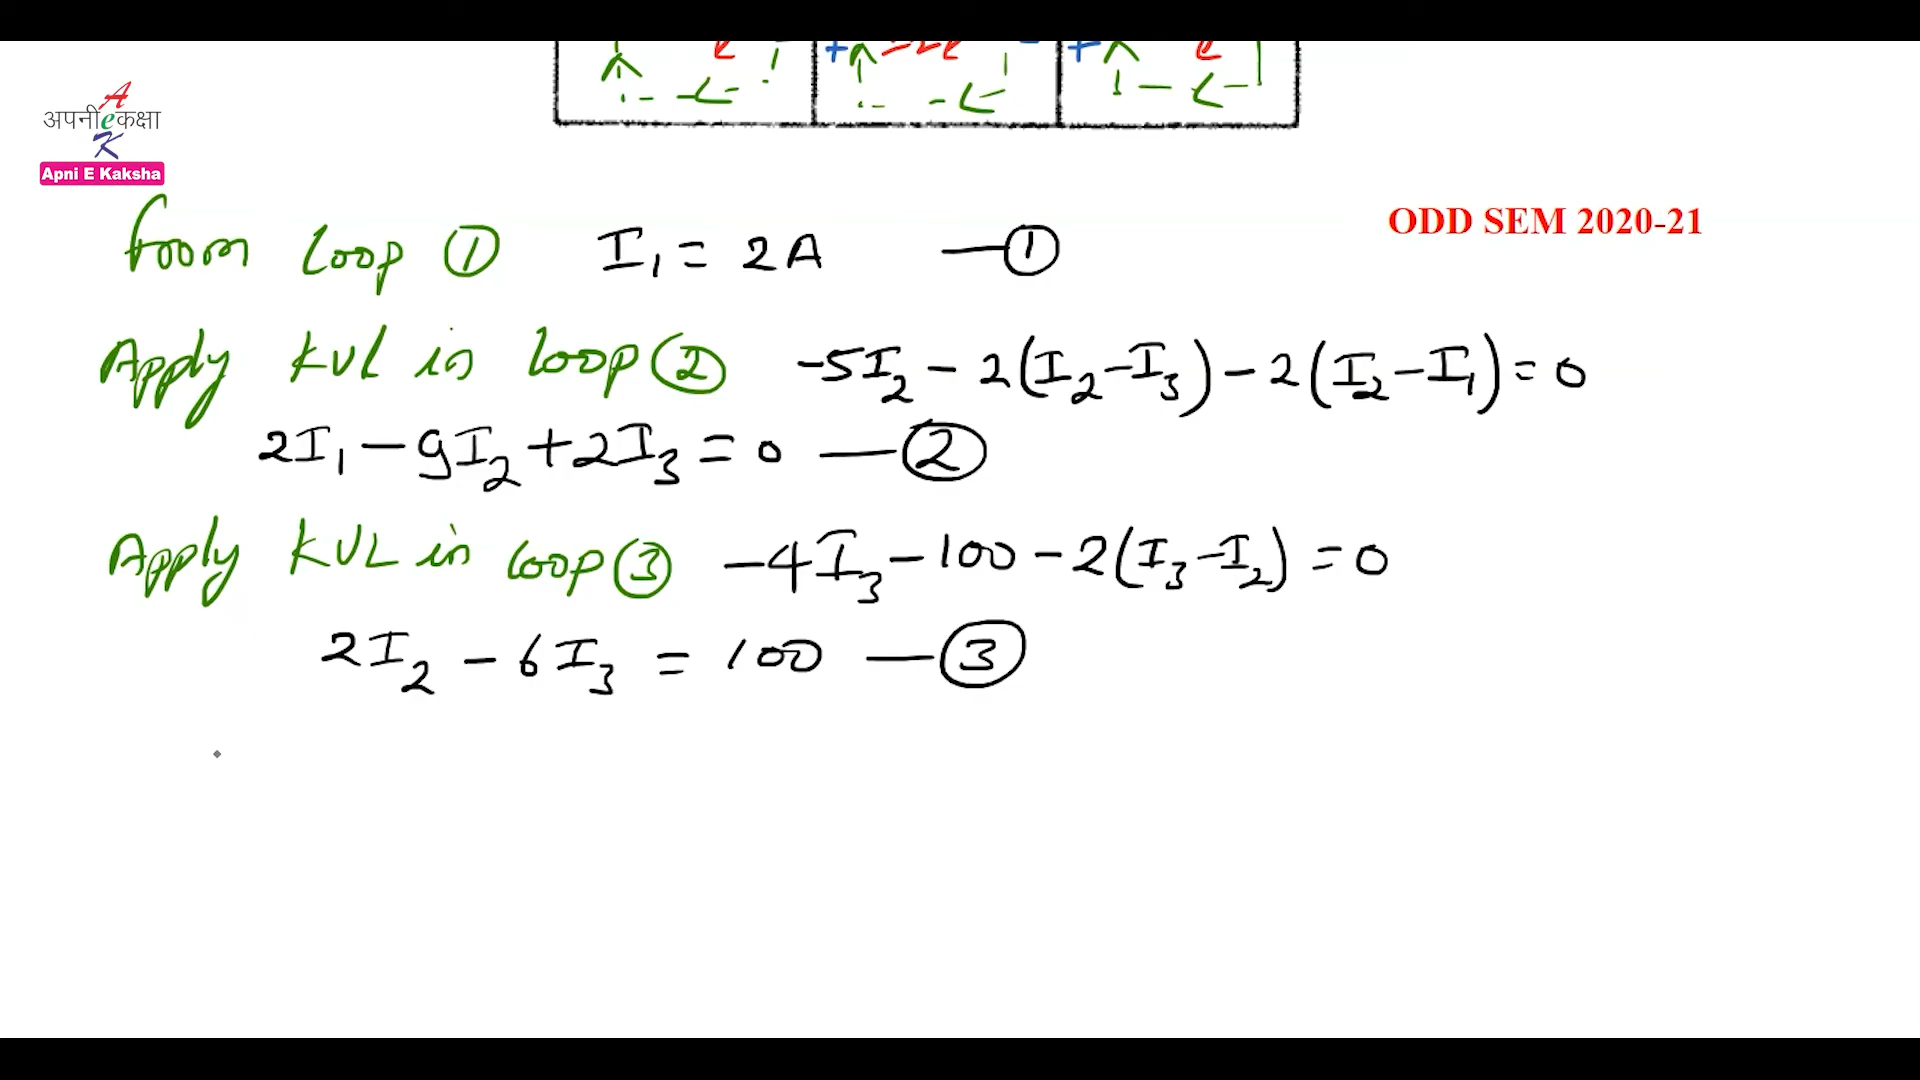 अपनी e कक्षा
A
K
Apni E Kaksha
ODD SEM 2020-21
from loop ① I₁ = 2A —①
Apply KVL in loop ② -5I₂ - 2(I₂-I₃) - 2(I₂-I₁) = 0
2I₁ - 9I₂ + 2I₃ = 0 —②
Apply KVL in loop ③ -4I₃ - 100 - 2(I₃-I₂) = 0
2I₂ - 6I₃ = 100 —③